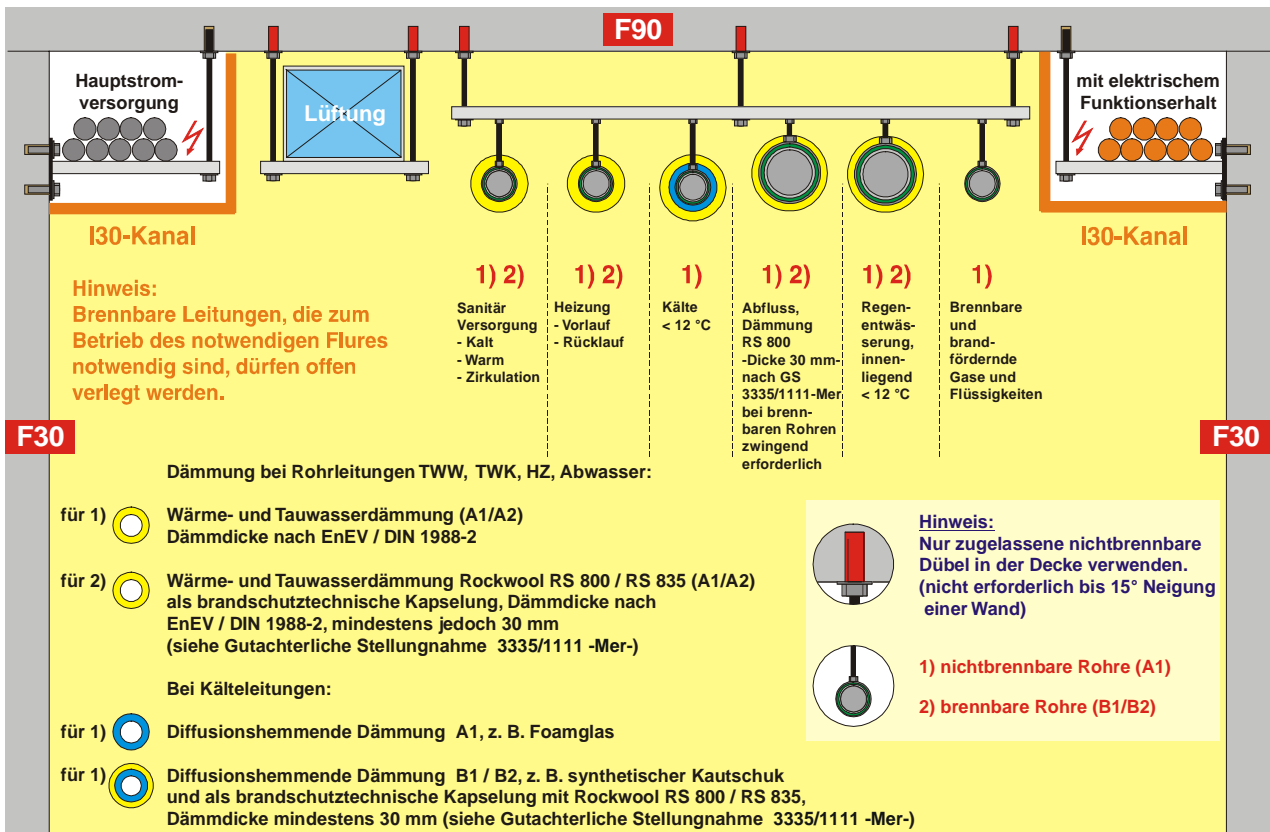 F90
Hauptstrom-
versorgung
Lüftung
mit elektrischem
Funktionserhalt
I30-Kanal
I30-Kanal
Hinweis:
Brennbare Leitungen, die zum
Betrieb des notwendigen Flures
notwendig sind, dürfen offen
verlegt werden.
1) 2)
Sanitär
Versorgung
- Kalt
- Warm
- Zirkulation
1) 2)
Heizung
- Vorlauf
- Rücklauf
1)
Kälte
< 12 °C
1) 2)
Abfluss,
Dämmung
RS 800
-Dicke 30 mm-
nach GS
3335/1111-Mer
bei brenn-
baren Rohren
zwingend
erforderlich
1) 2)
Regen-
entwäs-
serung,
innen-
liegend
< 12 °C
1)
Brennbare
und
brand-
fördernde
Gase und
Flüssigkeiten
F30
F30
Dämmung bei Rohrleitungen TWW, TWK, HZ, Abwasser:
für 1) Wärme- und Tauwasserdämmung (A1/A2)
Dämmdicke nach EnEV / DIN 1988-2
für 2) Wärme- und Tauwasserdämmung Rockwool RS 800 / RS 835 (A1/A2)
als brandschutztechnische Kapselung, Dämmdicke nach
EnEV / DIN 1988-2, mindestens jedoch 30 mm
(siehe Gutachterliche Stellungnahme 3335/1111 -Mer-)
Bei Kälteleitungen:
für 1) Diffusionshemmende Dämmung A1, z. B. Foamglas
für 1) Diffusionshemmende Dämmung B1 / B2, z. B. synthetischer Kautschuk
und als brandschutztechnische Kapselung mit Rockwool RS 800 / RS 835,
Dämmdicke mindestens 30 mm (siehe Gutachterliche Stellungnahme 3335/1111 -Mer-)
Hinweis:
Nur zugelassene nichtbrennbare
Dübel in der Decke verwenden.
(nicht erforderlich bis 15° Neigung
einer Wand)
1) nichtbrennbare Rohre (A1)
2) brennbare Rohre (B1/B2)